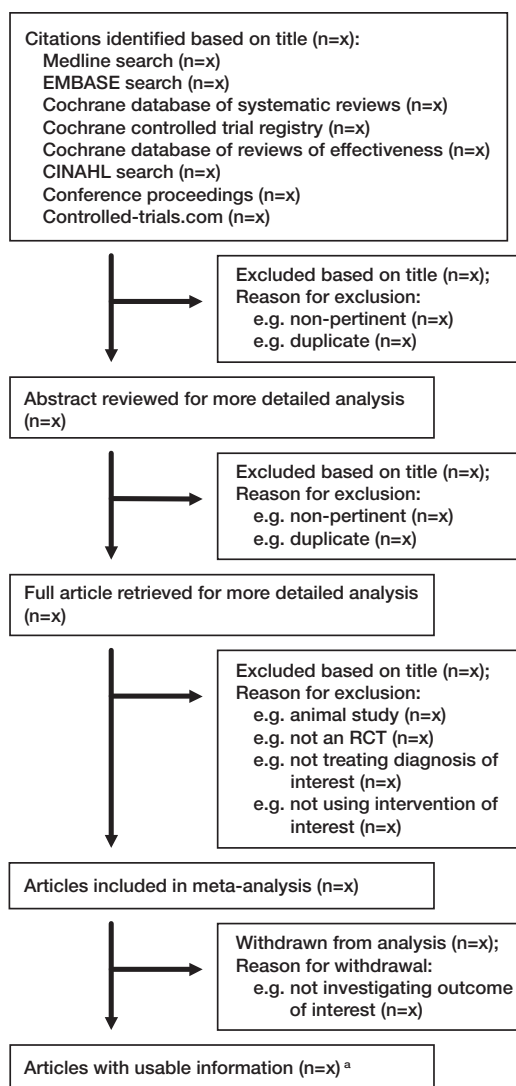 Citations identified based on title (n=x):
Medline search (n=x)
EMBASE search (n=x)
Cochrane database of systematic reviews (n=x)
Cochrane controlled trial registry (n=x)
Cochrane database of reviews of effectiveness (n=x)
CINAHL search (n=x)
Conference proceedings (n=x)
Controlled-trials.com (n=x)
Excluded based on title (n=x);
Reason for exclusion:
e.g. non-pertinent (n=x)
e.g. duplicate (n=x)
Abstract reviewed for more detailed analysis
(n=x)
Excluded based on title (n=x);
Reason for exclusion:
e.g. non-pertinent (n=x)
e.g. duplicate (n=x)
Full article retrieved for more detailed analysis
(n=x)
Excluded based on title (n=x);
Reason for exclusion:
e.g. animal study (n=x)
e.g. not an RCT (n=x)
e.g. not treating diagnosis of
interest (n=x)
e.g. not using intervention of
interest (n=x)
Articles included in meta-analysis (n=x)
Withdrawn from analysis (n=x);
Reason for withdrawal:
e.g. not investigating outcome
of interest (n=x)
Articles with usable information (n=x) a